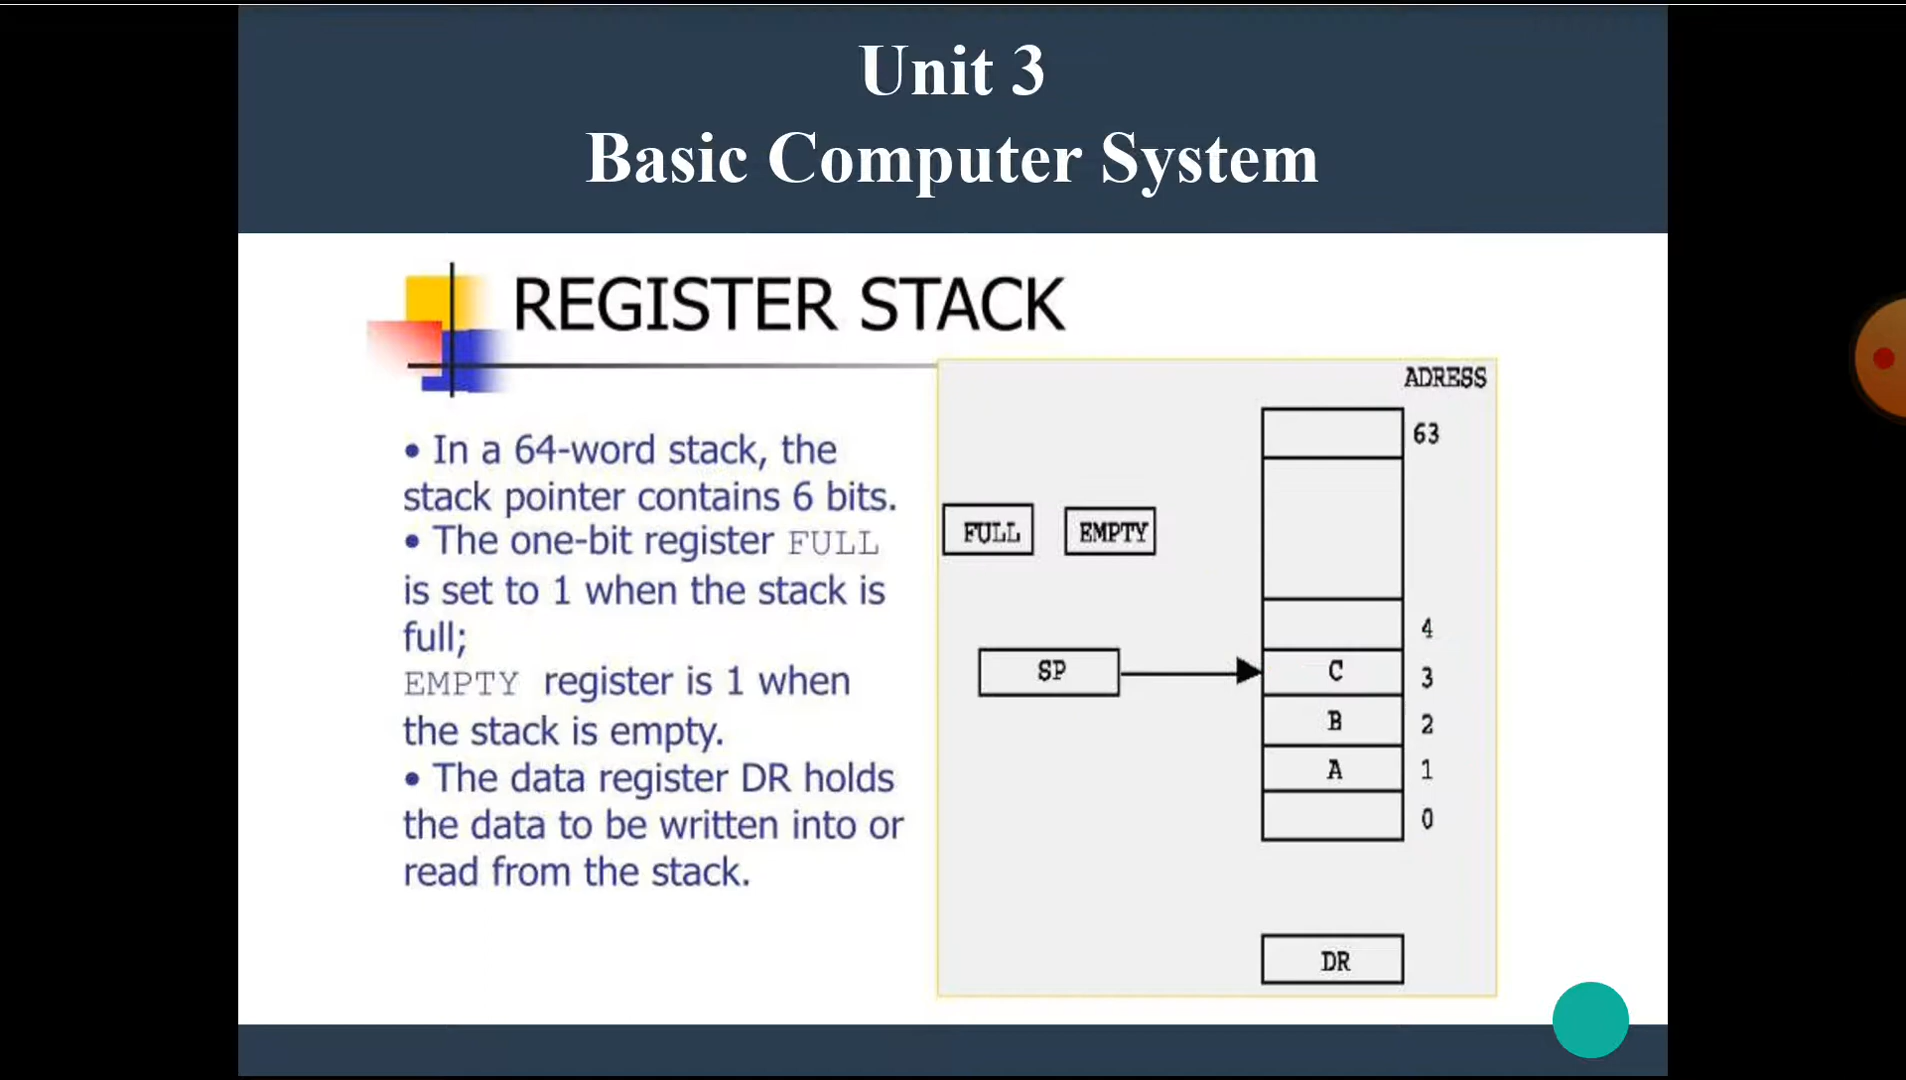 Unit 3
Basic Computer System
REGISTER STACK
• In a 64-word stack, the
stack pointer contains 6 bits.
• The one-bit register FULL
is set to 1 when the stack is
full;
EMPTY register is 1 when
the stack is empty.
• The data register DR holds
the data to be written into or
read from the stack.
ADRESS
63
FULL EMPTY
4
SP C 3
B 2
A 1
0
DR